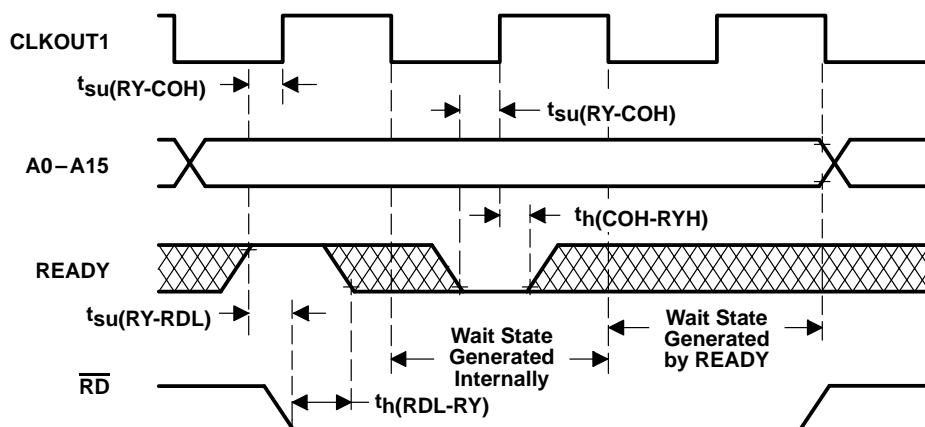 CLKOUT1
tsu(RY-COH)
tsu(RY-COH)
A0–A15
th(COH-RYH)
READY
tsu(RY-RDL)
Wait State
Generated
Internally
Wait State
Generated
by READY
RD
th(RDL-RY)